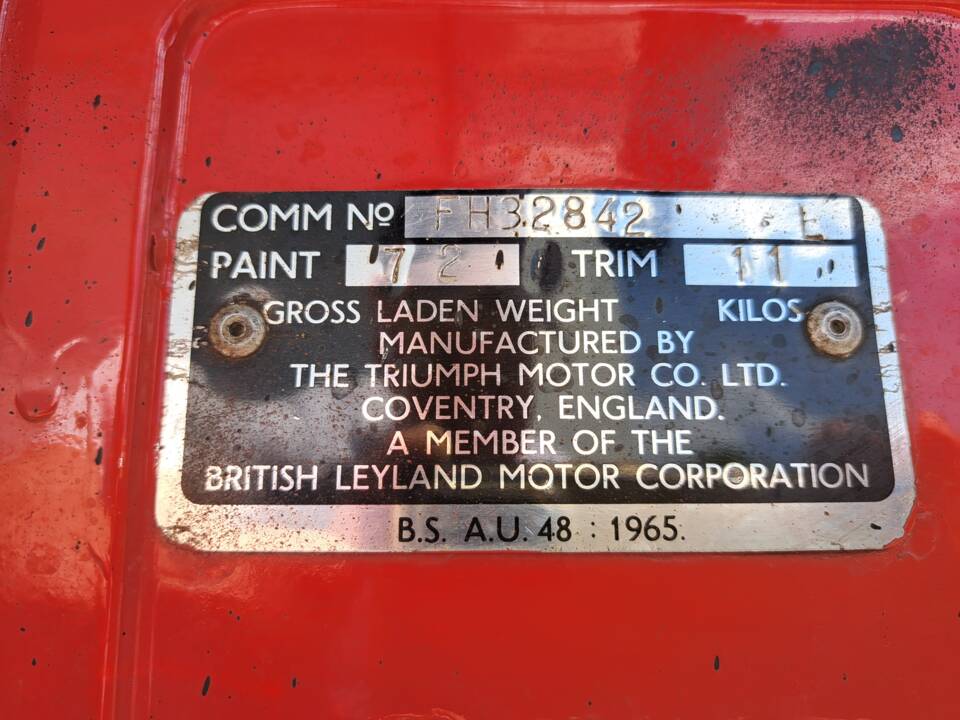 COMM Nº FH32842 L
PAINT 72 TRIM 11
GROSS LADEN WEIGHT KILOS
MANUFACTURED BY
THE TRIUMPH MOTOR CO. LTD.
COVENTRY, ENGLAND.
A MEMBER OF THE
BRITISH LEYLAND MOTOR CORPORATION
B.S. A.U. 48 : 1965.